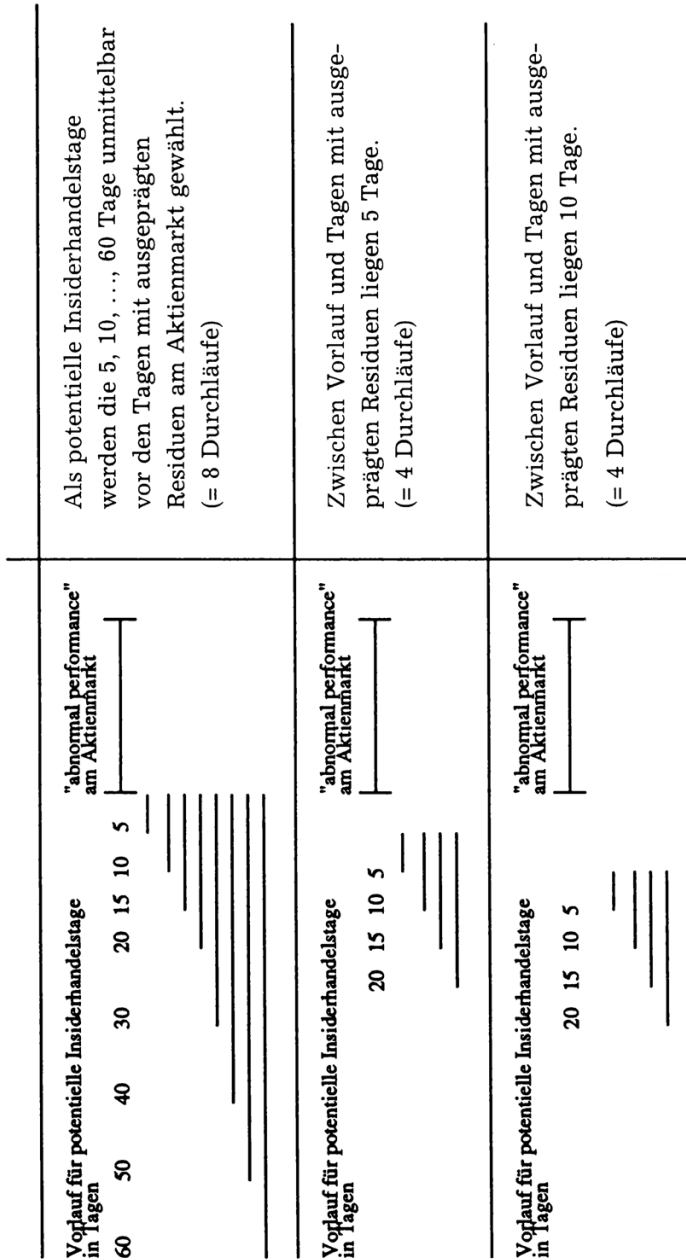 Vorlauf für potentielle Insiderhandelstage
in Tagen
"abnormal performance"
am Aktienmarkt
60 50 40 30 20 15 10 5
Als potentielle Insiderhandelstage
werden die 5, 10, ..., 60 Tage unmittelbar
vor den Tagen mit ausgeprägten
Residuen am Aktienmarkt gewählt.
(= 8 Durchläufe)
Vorlauf für potentielle Insiderhandelstage
in Tagen
"abnormal performance"
am Aktienmarkt
20 15 10 5
Zwischen Vorlauf und Tagen mit ausge-
prägten Residuen liegen 5 Tage.
(= 4 Durchläufe)
Vorlauf für potentielle Insiderhandelstage
in Tagen
"abnormal performance"
am Aktienmarkt
20 15 10 5
Zwischen Vorlauf und Tagen mit ausge-
prägten Residuen liegen 10 Tage.
(= 4 Durchläufe)